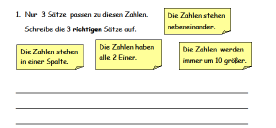 1. Nur 3 Sätze passen zu diesen Zahlen.
Schreibe die 3 richtigen Sätze auf.
Die Zahlen stehen
nebeneinander.
Die Zahlen stehen
in einer Spalte.
Die Zahlen haben
alle 2 Einer.
Die Zahlen werden
immer um 10 größer.